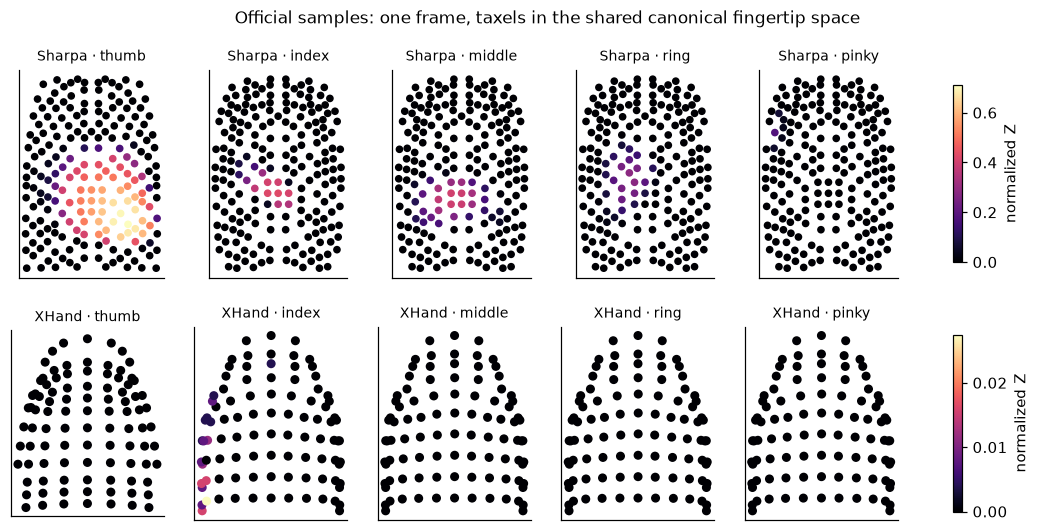 Official samples: one frame, taxels in the shared canonical fingertip space
Sharpa · thumb
Sharpa · index
Sharpa · middle
Sharpa · ring
Sharpa · pinky
0.6
0.4
0.2
0.0
normalized Z
XHand · thumb
XHand · index
XHand · middle
XHand · ring
XHand · pinky
0.02
0.01
0.00
normalized Z